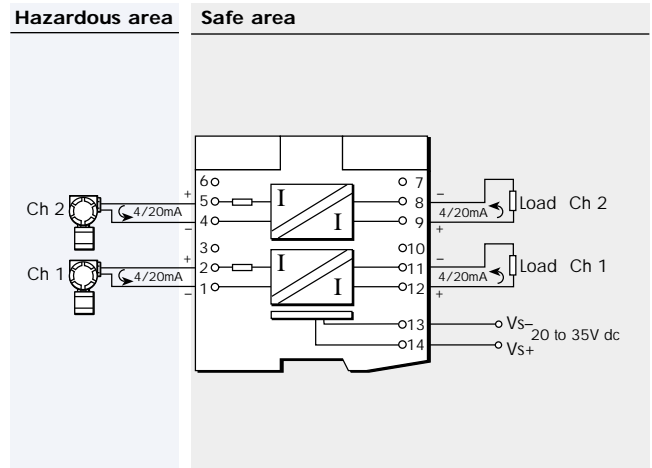 Hazardous area
Safe area
6
7
Ch 2
4/20mA
+
−
5
4
I
I
8
9
−
+
4/20mA
Load Ch 2
3
10
Ch 1
4/20mA
+
−
2
1
I
I
11
12
−
+
4/20mA
Load Ch 1
13
Vs−
20 to 35V dc
14
Vs+